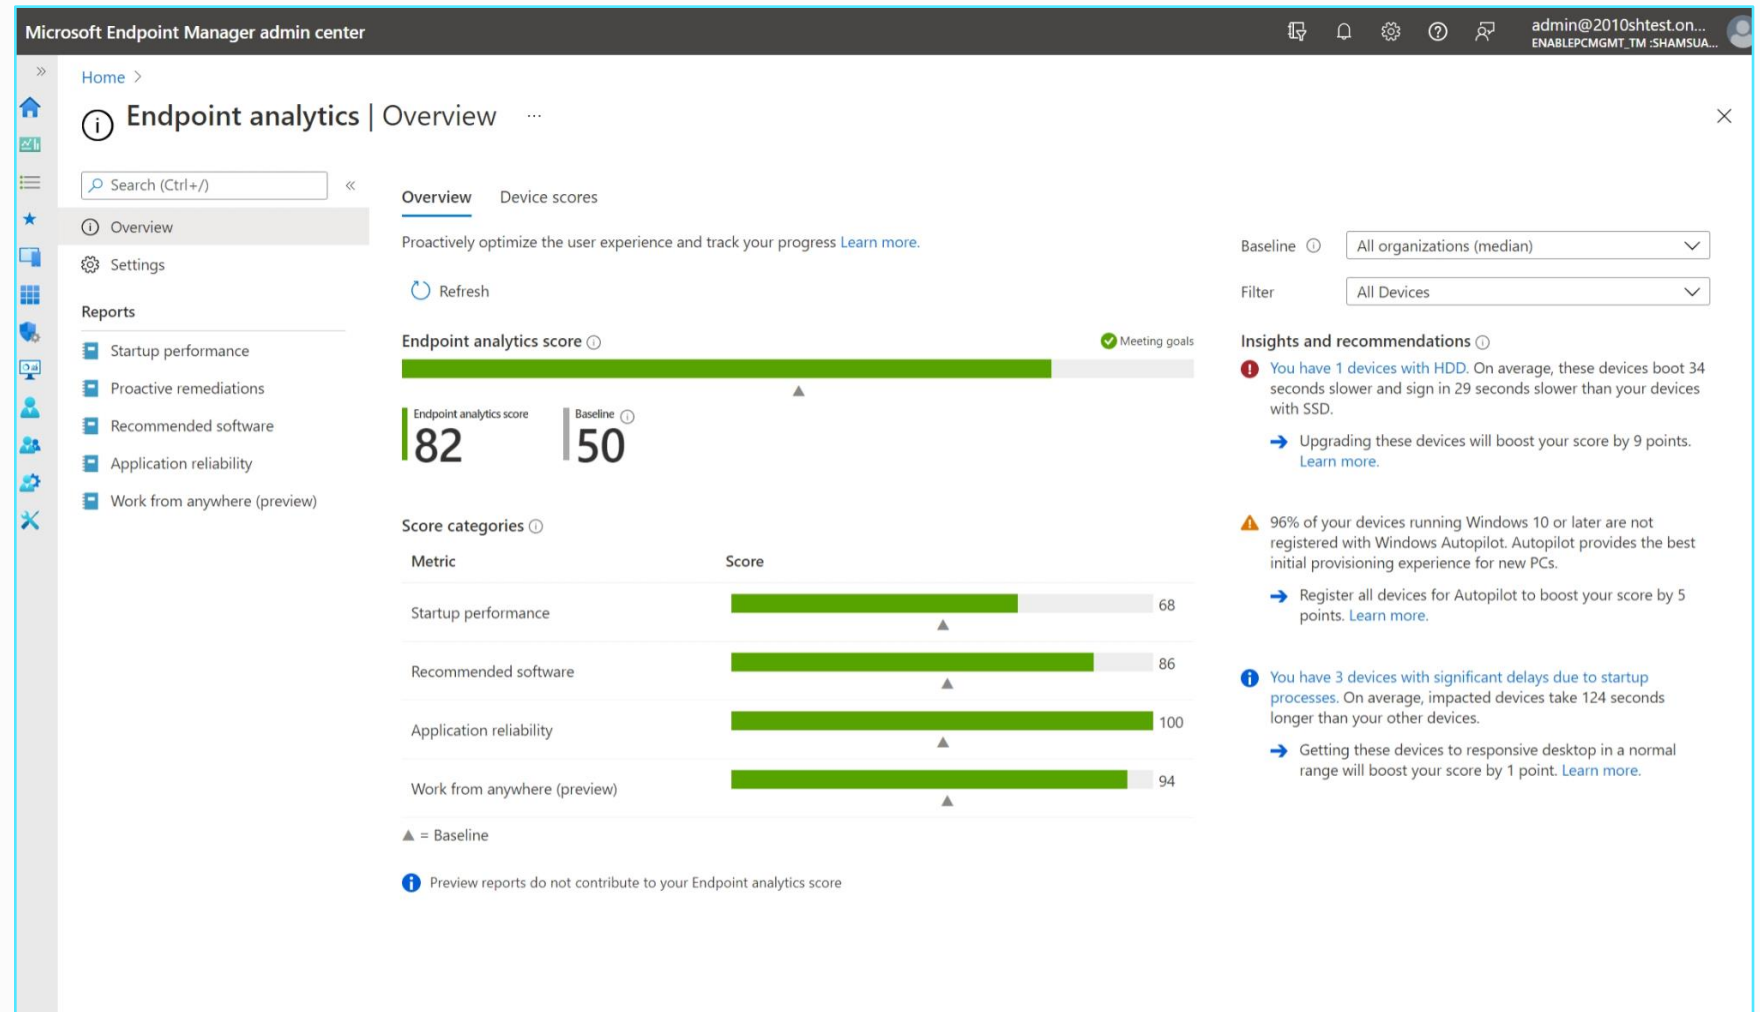 Microsoft Endpoint Manager admin center
admin@2010shtest.on...
ENABLEPCMGMT_TM :SHAMSUA...
Home
Endpoint analytics | Overview ...
Search (Ctrl+/)
Overview
Settings
Reports
Startup performance
Proactive remediations
Recommended software
Application reliability
Work from anywhere (preview)
Overview Device scores
Proactively optimize the user experience and track your progress Learn more.
Refresh
Endpoint analytics score
Meeting goals
Endpoint analytics score
82
Baseline
50
Score categories
Metric Score
Startup performance 68
Recommended software 86
Application reliability 100
Work from anywhere (preview) 94
▲ = Baseline
Preview reports do not contribute to your Endpoint analytics score
Baseline All organizations (median)
Filter All Devices
Insights and recommendations
You have 1 devices with HDD. On average, these devices boot 34
seconds slower and sign in 29 seconds slower than your devices
with SSD.
Upgrading these devices will boost your score by 9 points.
Learn more.
96% of your devices running Windows 10 or later are not
registered with Windows Autopilot. Autopilot provides the best
initial provisioning experience for new PCs.
Register all devices for Autopilot to boost your score by 5
points. Learn more.
You have 3 devices with significant delays due to startup
processes. On average, impacted devices take 124 seconds
longer than your other devices.
Getting these devices to responsive desktop in a normal
range will boost your score by 1 point. Learn more.